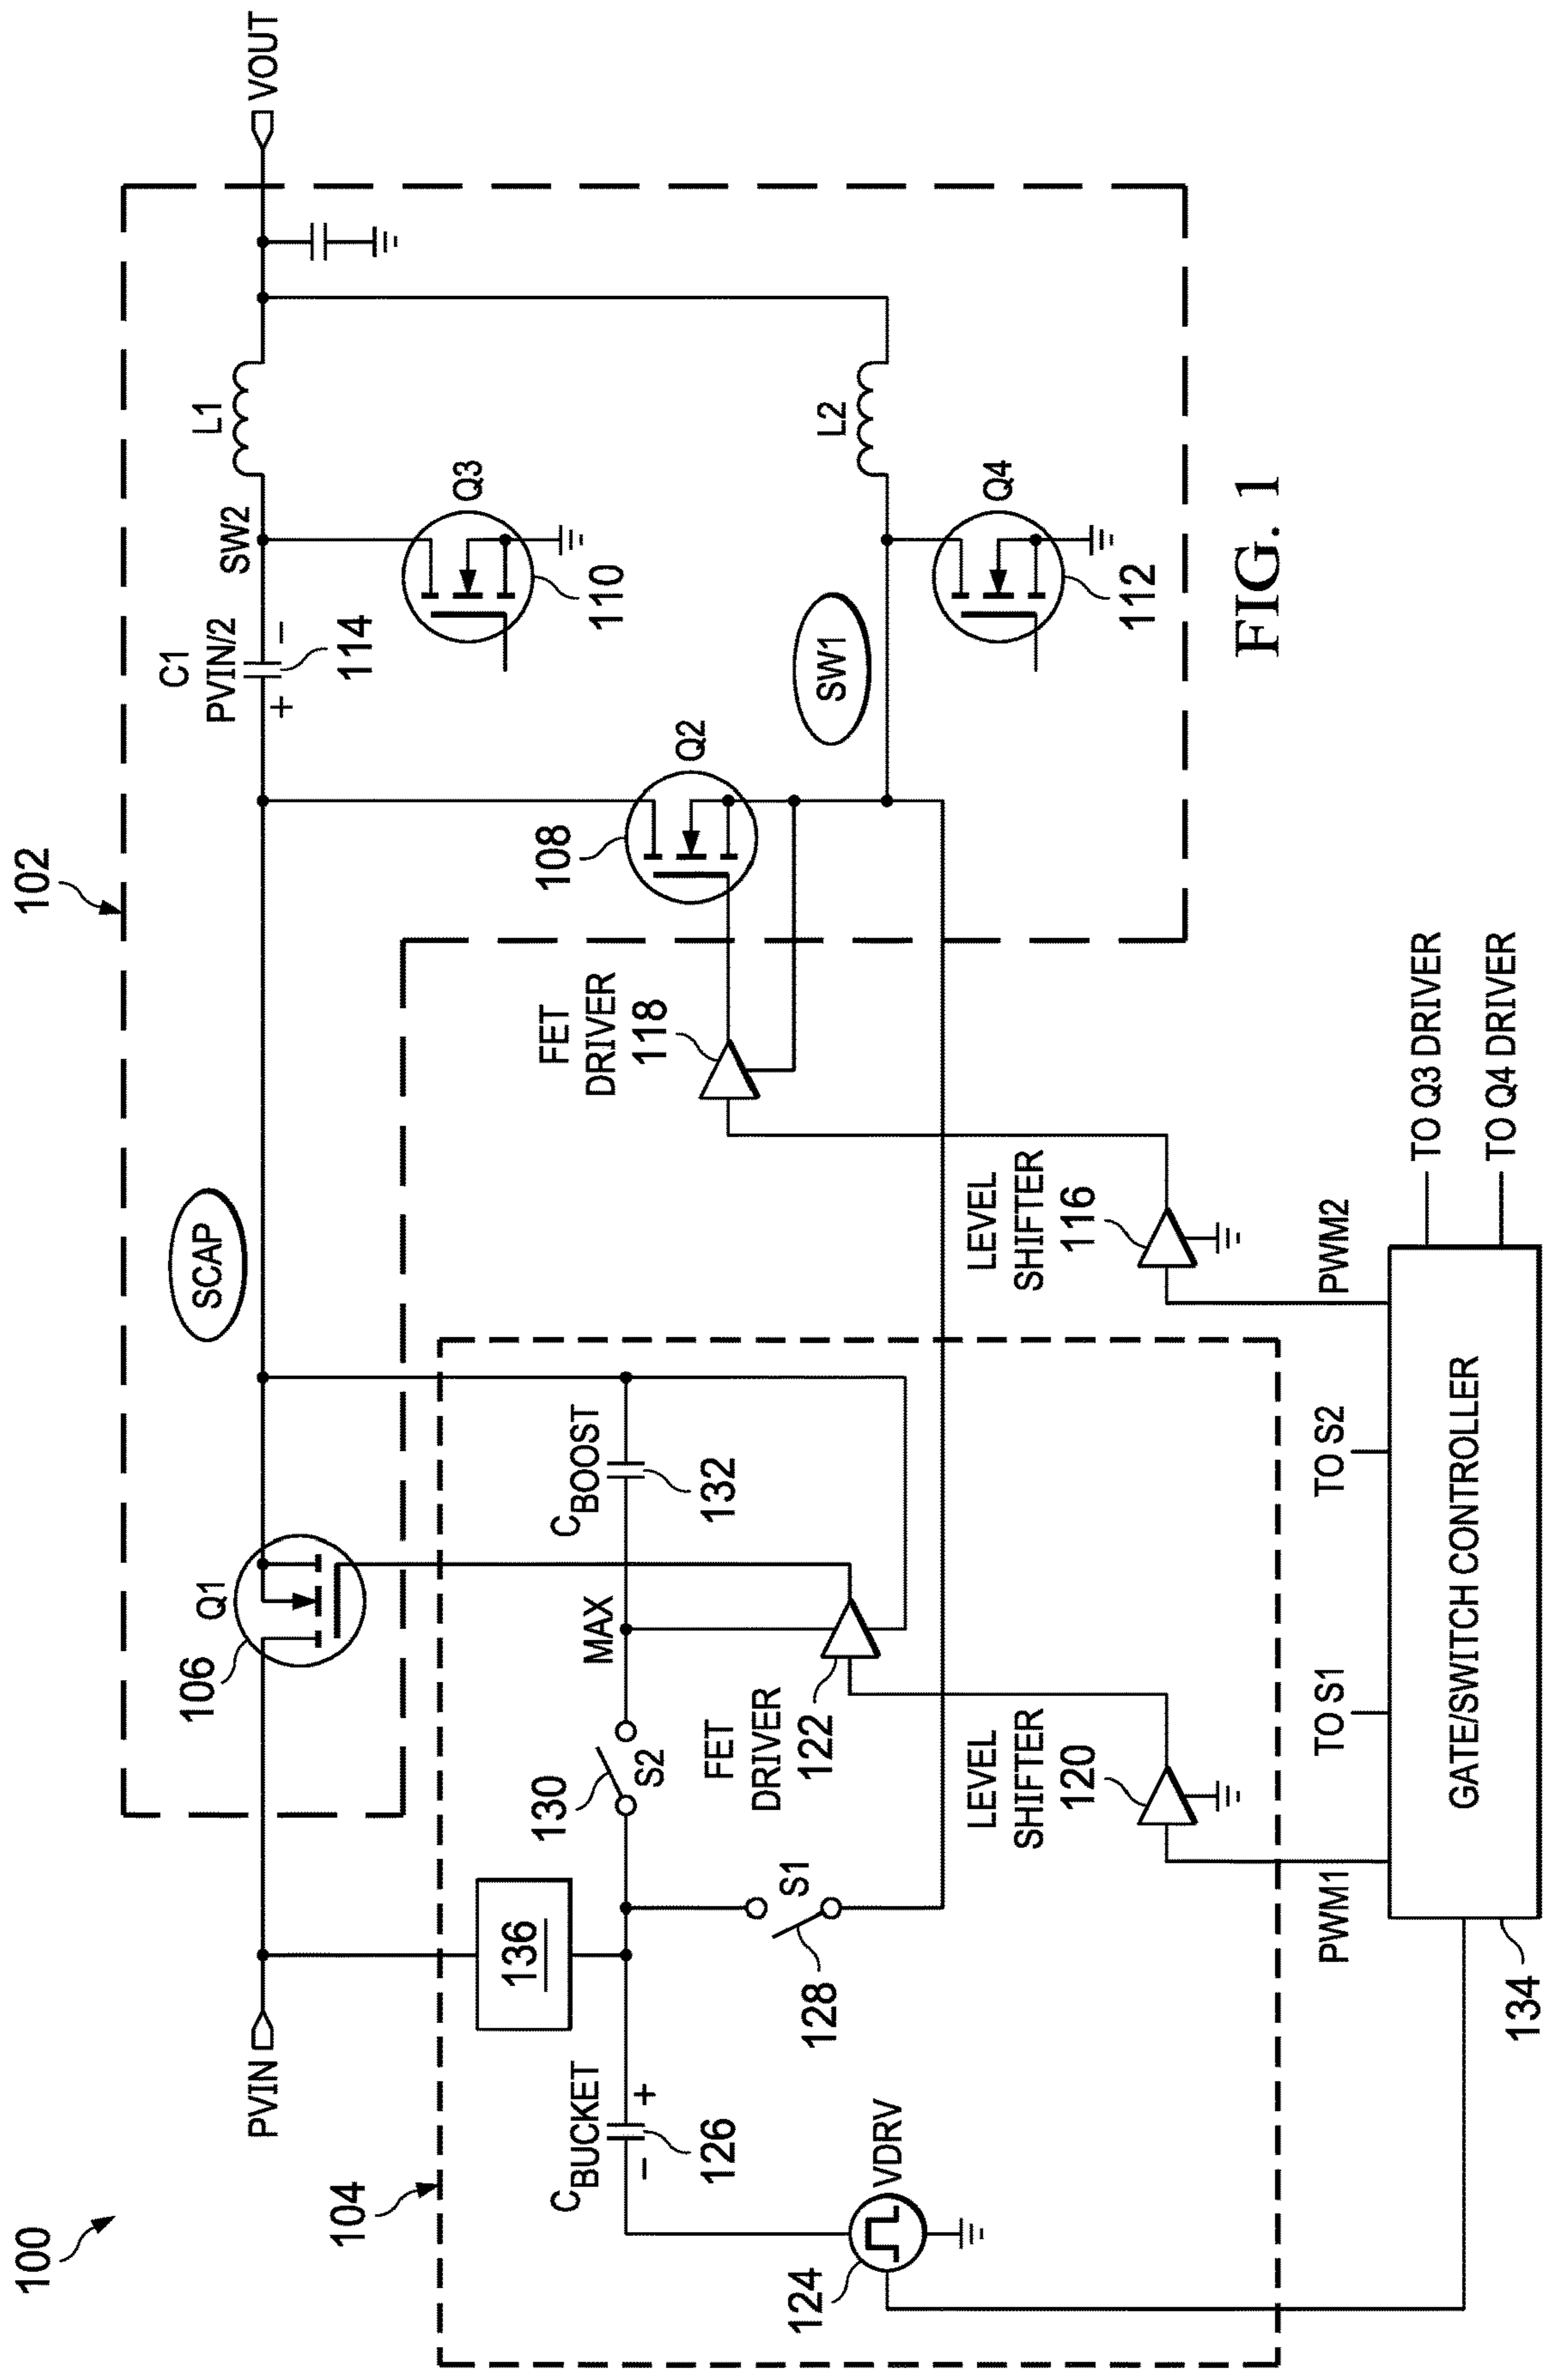 100
102
PVIN
Q1
106
SCAP
C1
PVIN/2
+
−
114
SW2
L1
VOUT
Q3
110
108
Q2
FET
DRIVER
118
SW1
L2
Q4
112
104
136
CBUCKET
−
+
126
130
S2
MAX
CBOOST
132
S1
128
FET
DRIVER
122
124
VDRV
LEVEL
SHIFTER
120
LEVEL
SHIFTER
116
PWM1
TO S1
TO S2
PWM2
GATE/SWITCH CONTROLLER
134
TO Q3 DRIVER
TO Q4 DRIVER
FIG. 1